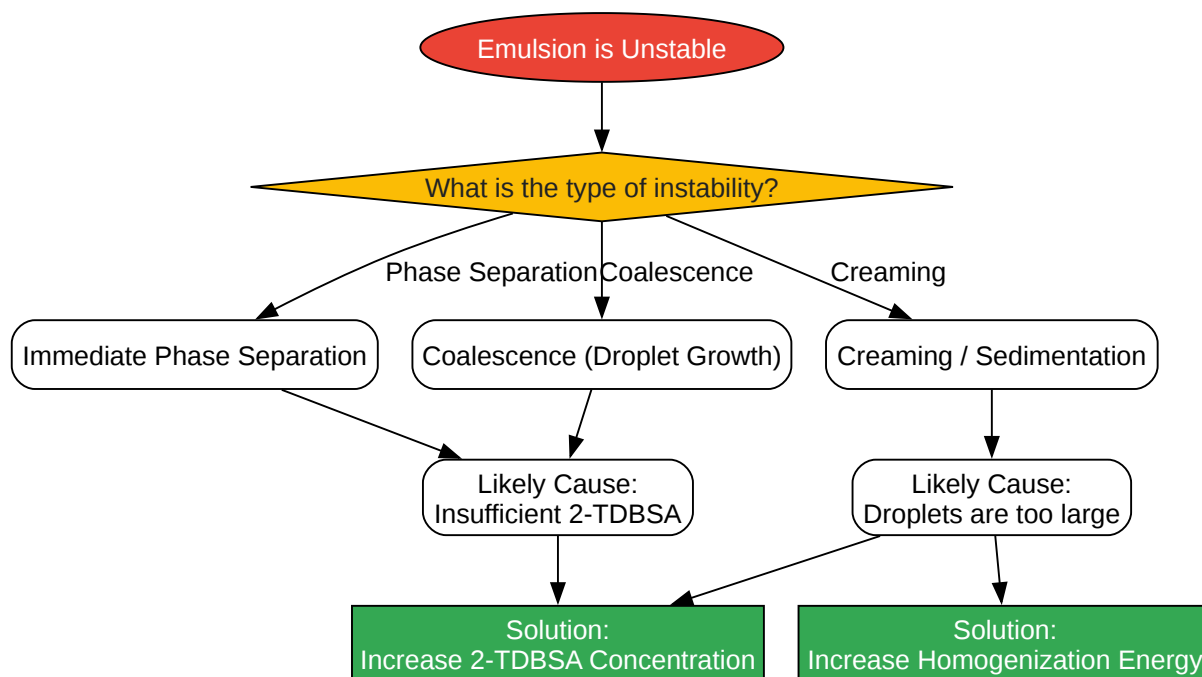 Emulsion is Unstable
What is the type of instability?
Phase Separation
Coalescence
Creaming
Immediate Phase Separation
Coalescence (Droplet Growth)
Creaming / Sedimentation
Likely Cause:
Insufficient 2-TDBSA
Likely Cause:
Droplets are too large
Solution:
Increase 2-TDBSA Concentration
Solution:
Increase Homogenization Energy